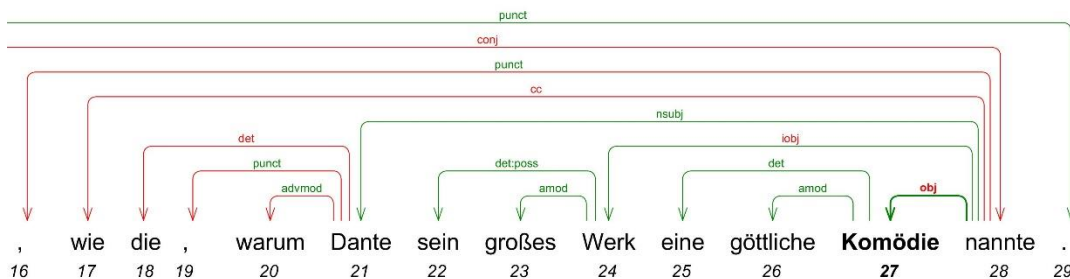 punct
conj
punct
cc
nsubj
det iobj
punct det:poss det
advmod amod amod obj
, wie die , warum Dante sein großes Werk eine göttliche Komödie nannte .
16 17 18 19 20 21 22 23 24 25 26 27 28 29